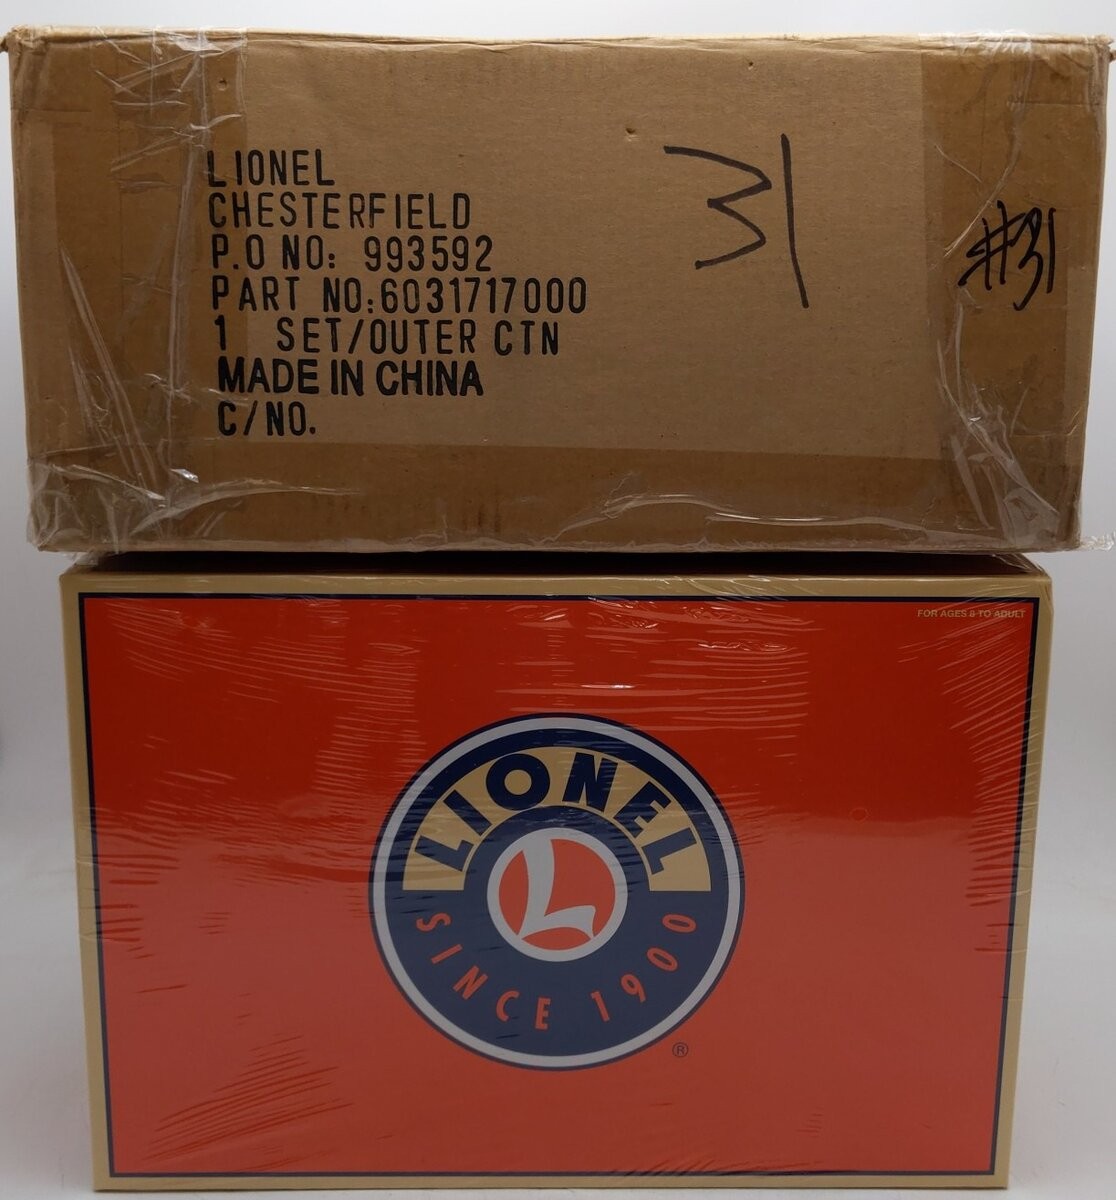 LIONEL
CHESTERFIELD
P.O NO: 993592
PART NO:6031717000
1 SET/OUTER CTN
MADE IN CHINA
C/NO.
31
#31
FOR AGES 8 TO ADULT
LIONEL
L
SINCE 1900
®